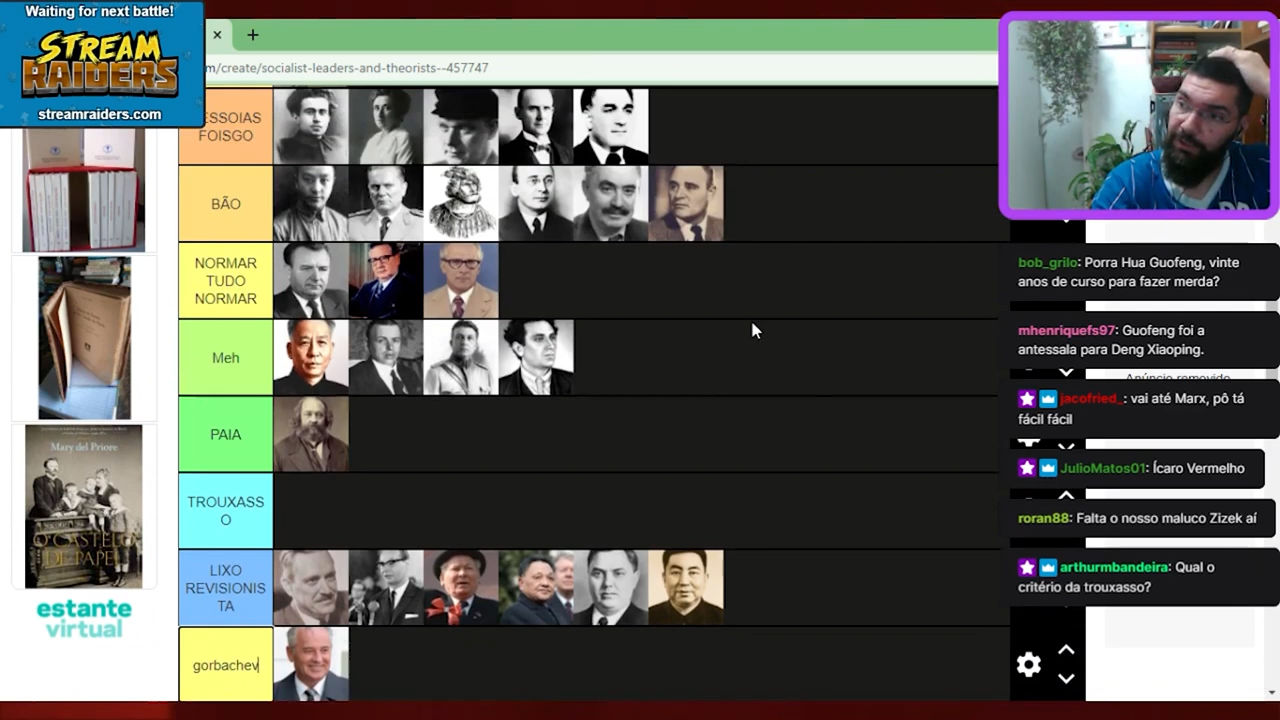 Waiting for next battle!
STREAM
RAIDERS
streamraiders.com
m/create/socialist-leaders-and-theorists--457747
ESSOIAS
FOISGO
BÃO
NORMAR
TUDO
NORMAR
Meh
PAIA
TROUXASS
O
LIXO
REVISIONIS
TA
gorbachev
Mary del Priore
O CASTELO
DE PAPEL
estante
virtual
bob_grilo: Porra Hua Guofeng, vinte
anos de curso para fazer merda?
mhenriquefs97: Guofeng foi a
antessala para Deng Xiaoping.
Anúncio removido
jacofried_: vai até Marx, pô tá
fácil fácil
JulioMatos01: Ícaro Vermelho
roran88: Falta o nosso maluco Zizek aí
arthurmbandeira: Qual o
critério da trouxasso?